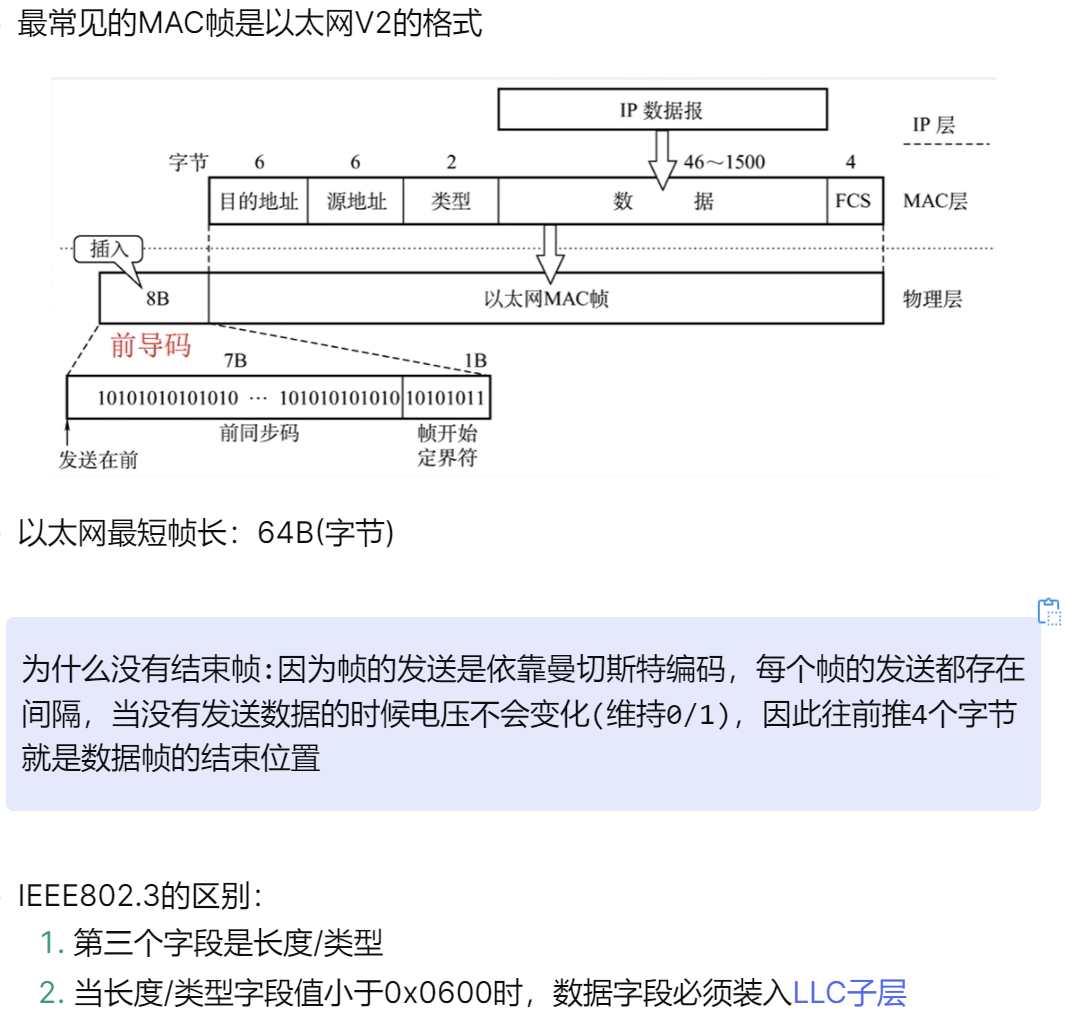 最常见的MAC帧是以太网V2的格式
IP 数据报
IP 层
字节 6 6 2 46～1500 4
目的地址 源地址 类型 数 据 FCS MAC层
插入
8B 以太网MAC帧 物理层
前导码
7B 1B
10101010101010 ··· 101010101010 10101011
前同步码 帧开始
定界符
发送在前
以太网最短帧长：64B(字节)
为什么没有结束帧:因为帧的发送是依靠曼切斯特编码，每个帧的发送都存在
间隔，当没有发送数据的时候电压不会变化(维持0/1)，因此往前推4个字节
就是数据帧的结束位置
IEEE802.3的区别：
1. 第三个字段是长度/类型
2. 当长度/类型字段值小于0x0600时，数据字段必须装入LLC子层